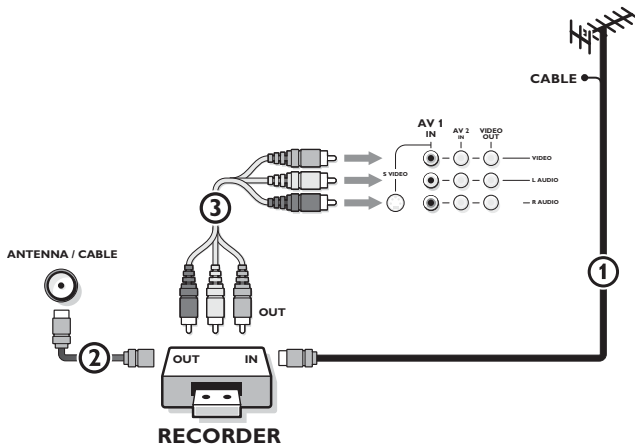 CABLE
AV 1
IN
AV 2
IN
VIDEO
OUT
VIDEO
S VIDEO
L AUDIO
R AUDIO
3
ANTENNA / CABLE
1
OUT
2
OUT IN
RECORDER